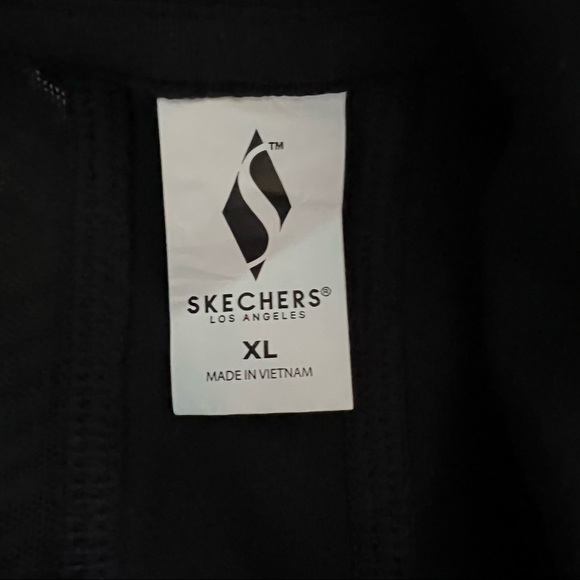 ™
SKECHERS®
LOS ANGELES
XL
MADE IN VIETNAM